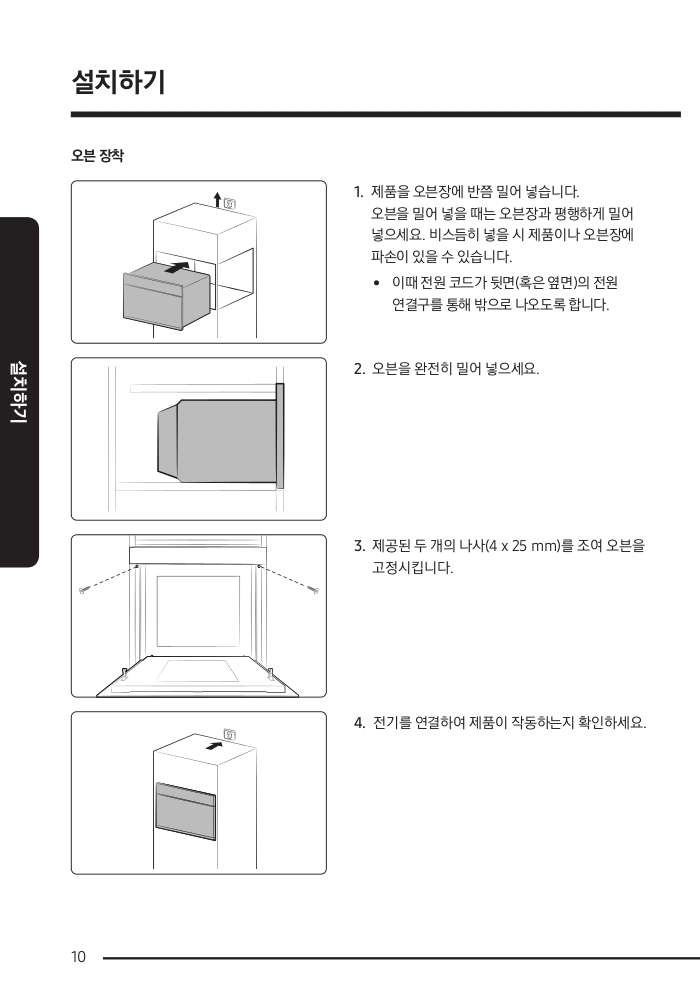 설치하기
오븐 장착
설치하기
1. 제품을 오븐장에 반쯤 밀어 넣습니다.
오븐을 밀어 넣을 때는 오븐장과 평행하게 밀어
넣으세요. 비스듬히 넣을 시 제품이나 오븐장에
파손이 있을 수 있습니다.
• 이때 전원 코드가 뒷면(혹은 옆면)의 전원
연결구를 통해 밖으로 나오도록 합니다.
2. 오븐을 완전히 밀어 넣으세요.
3. 제공된 두 개의 나사(4 x 25 mm)를 조여 오븐을
고정시킵니다.
4. 전기를 연결하여 제품이 작동하는지 확인하세요.
10